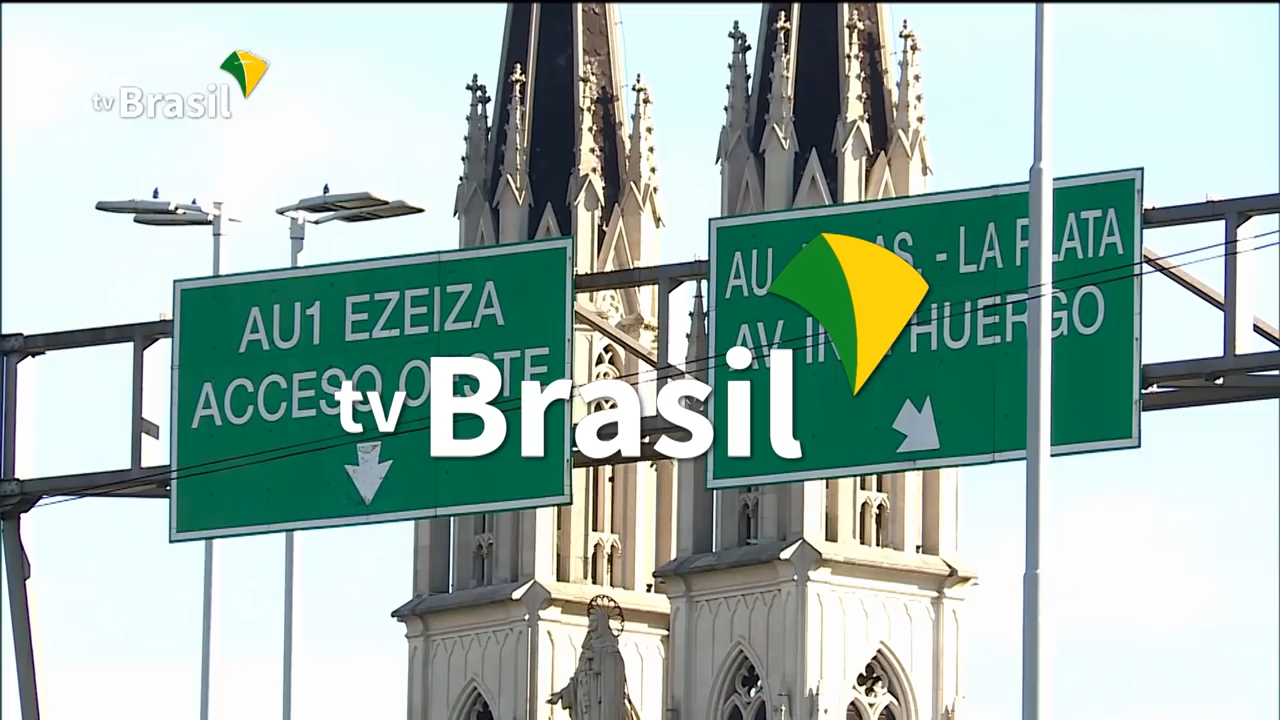 tv Brasil
AU1 EZEIZA
ACCESO
AU - LA PLATA
AV HUERGO
tv Brasil